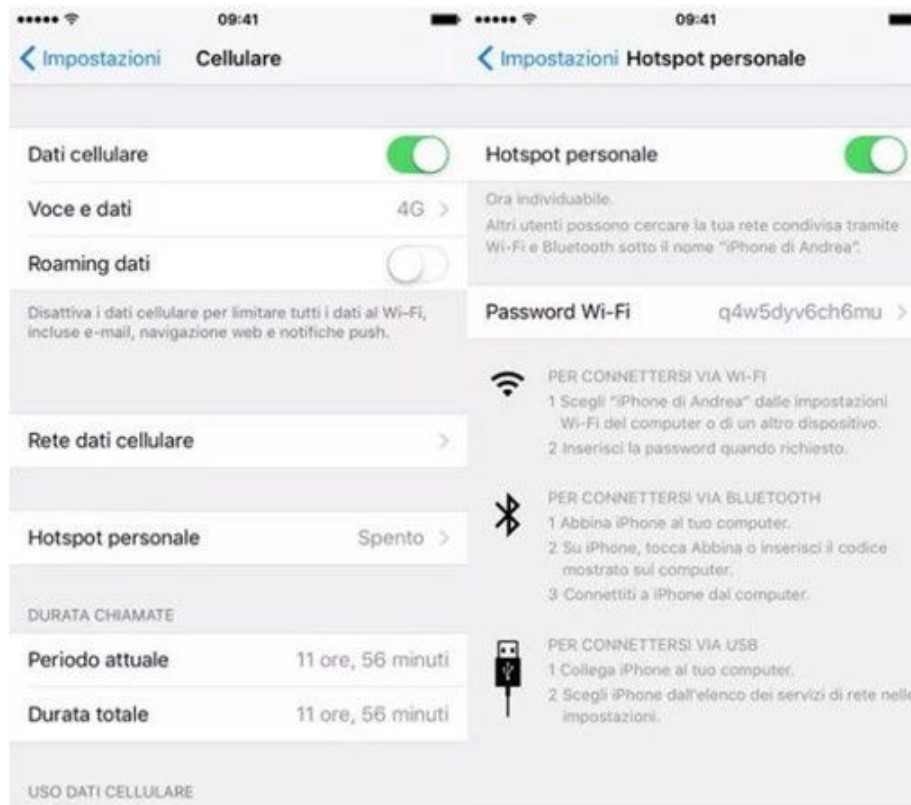 09:41
Impostazioni Cellulare
Dati cellulare
Voce e dati 4G
Roaming dati
Disattiva i dati cellulare per limitare tutti i dati al Wi-Fi,
incluse e-mail, navigazione web e notifiche push.
Rete dati cellulare
Hotspot personale Spento
DURATA CHIAMATE
Periodo attuale 11 ore, 56 minuti
Durata totale 11 ore, 56 minuti
USO DATI CELLULARE
09:41
Impostazioni Hotspot personale
Hotspot personale
Ora individuabile.
Altri utenti possono cercare la tua rete condivisa tramite
Wi-Fi e Bluetooth sotto il nome "iPhone di Andrea".
Password Wi-Fi q4w5dyv6ch6mu
PER CONNETTERSI VIA WI-FI
1 Scegli "iPhone di Andrea" dalle impostazioni
Wi-Fi del computer o di un altro dispositivo.
2 Inserisci la password quando richiesto.
PER CONNETTERSI VIA BLUETOOTH
1 Abbina iPhone al tuo computer.
2 Su iPhone, tocca Abbina o inserisci il codice
mostrato sul computer.
3 Connettiti a iPhone dal computer.
PER CONNETTERSI VIA USB
1 Collega iPhone al tuo computer.
2 Scegli iPhone dall'elenco dei servizi di rete nelle
impostazioni.